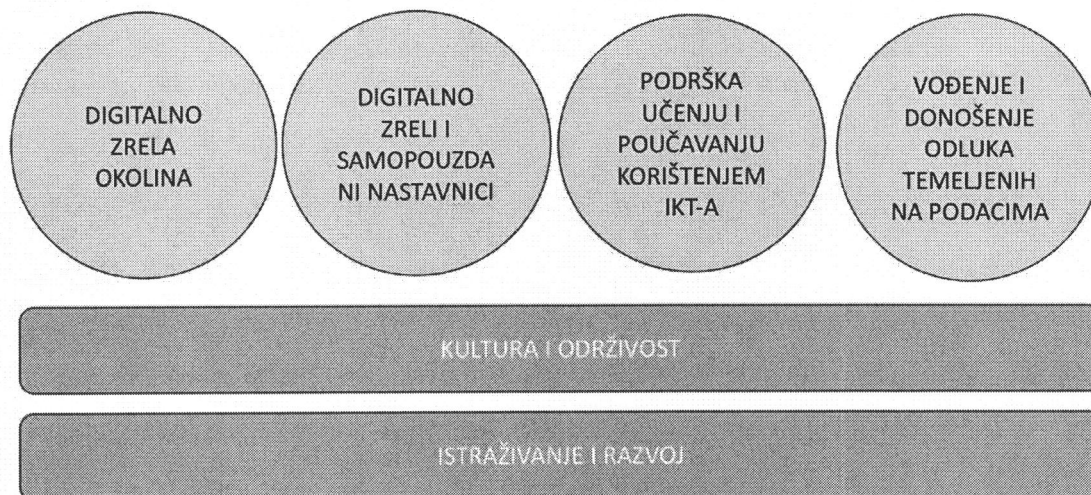 DIGITALNO
ZRELA
OKOLINA
DIGITALNO
ZRELI I
SAMOPOUZDA
NI NASTAVNICI
PODRŠKA
UČENJU I
POUČAVANJU
KORIŠTENJEM
IKT-A
VOĐENJE I
DONOŠENJE
ODLUKA
TEMELJENIH
NA PODACIMA
KULTURA I ODRŽIVOST
ISTRAŽIVANJE I RAZVOJ